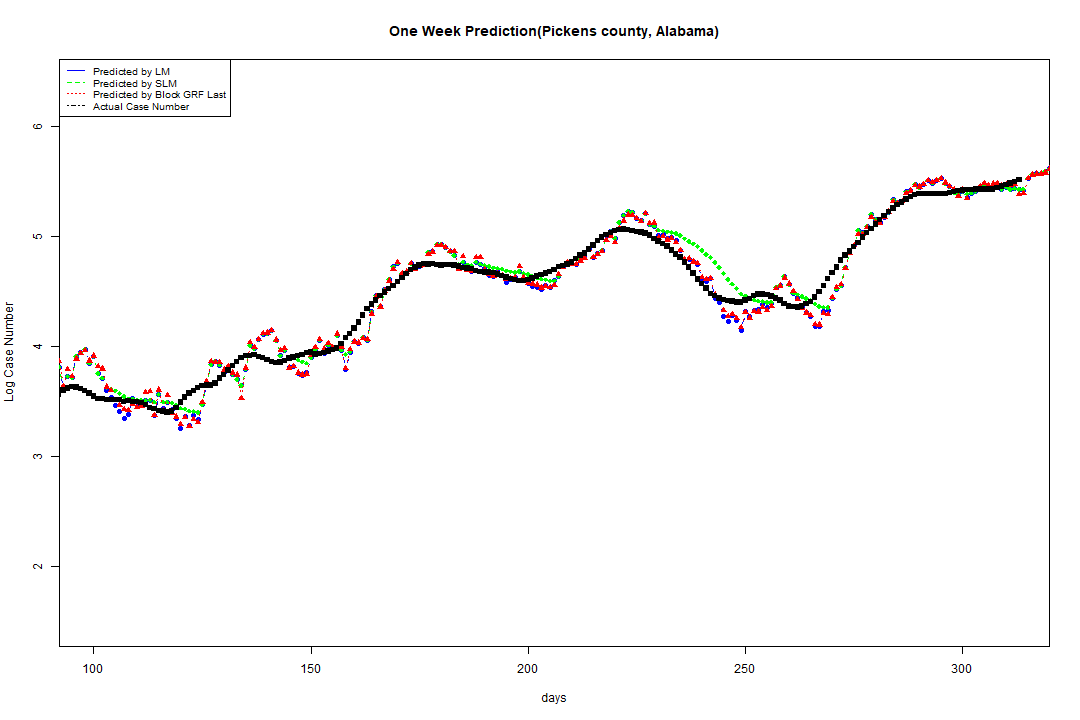 One Week Prediction(Pickens county, Alabama)
Predicted by LM
Predicted by SLM
Predicted by Block GRF Last
Actual Case Number
6
5
4
3
2
Log Case Number
100 150 200 250 300
days